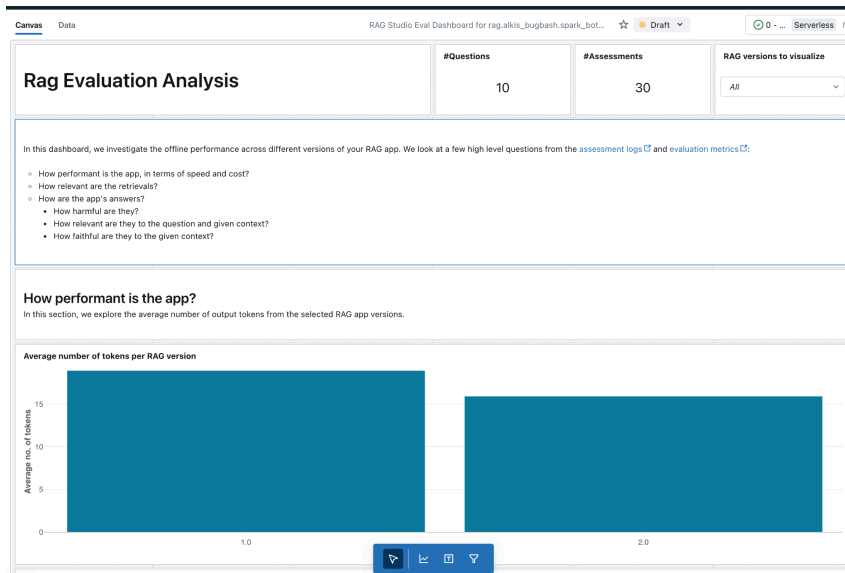 Canvas Data RAG Studio Eval Dashboard for rag.alkis_bugbash.spark_bot... Draft 0 - ... Serverless
Rag Evaluation Analysis
#Questions
10
#Assessments
30
RAG versions to visualize
All
In this dashboard, we investigate the offline performance across different versions of your RAG app. We look at a few high level questions from the assessment logs and evaluation metrics:
How performant is the app, in terms of speed and cost?
How relevant are the retrievals?
How are the app's answers?
How harmful are they?
How relevant are they to the question and given context?
How faithful are they to the given context?
How performant is the app?
In this section, we explore the average number of output tokens from the selected RAG app versions.
Average number of tokens per RAG version
Average no. of tokens
15
10
5
0
1.0 2.0